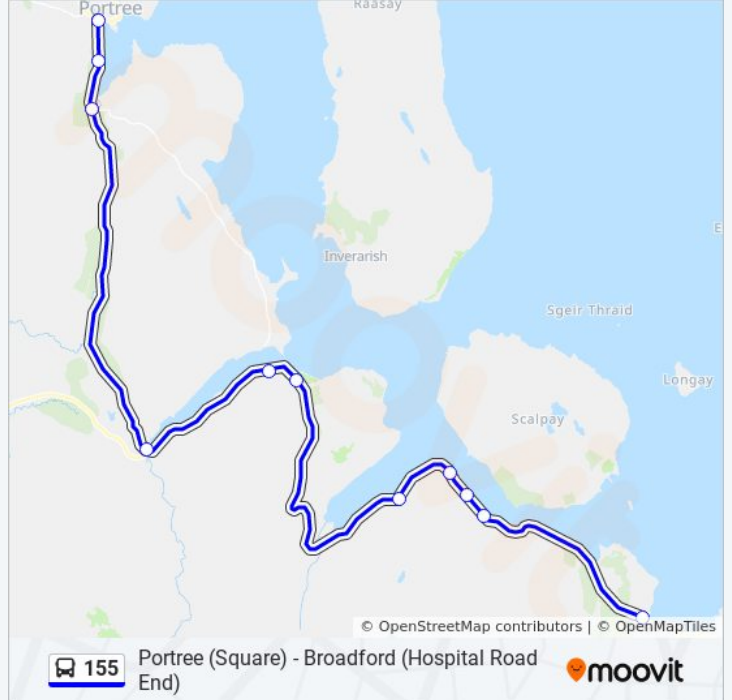 Portree
Raasay
E
Inverarish
Sgeir Thraid
Longay
Scalpay
© OpenStreetMap contributors | © OpenMapTiles
155
Portree (Square) - Broadford (Hospital Road
End)
moovit